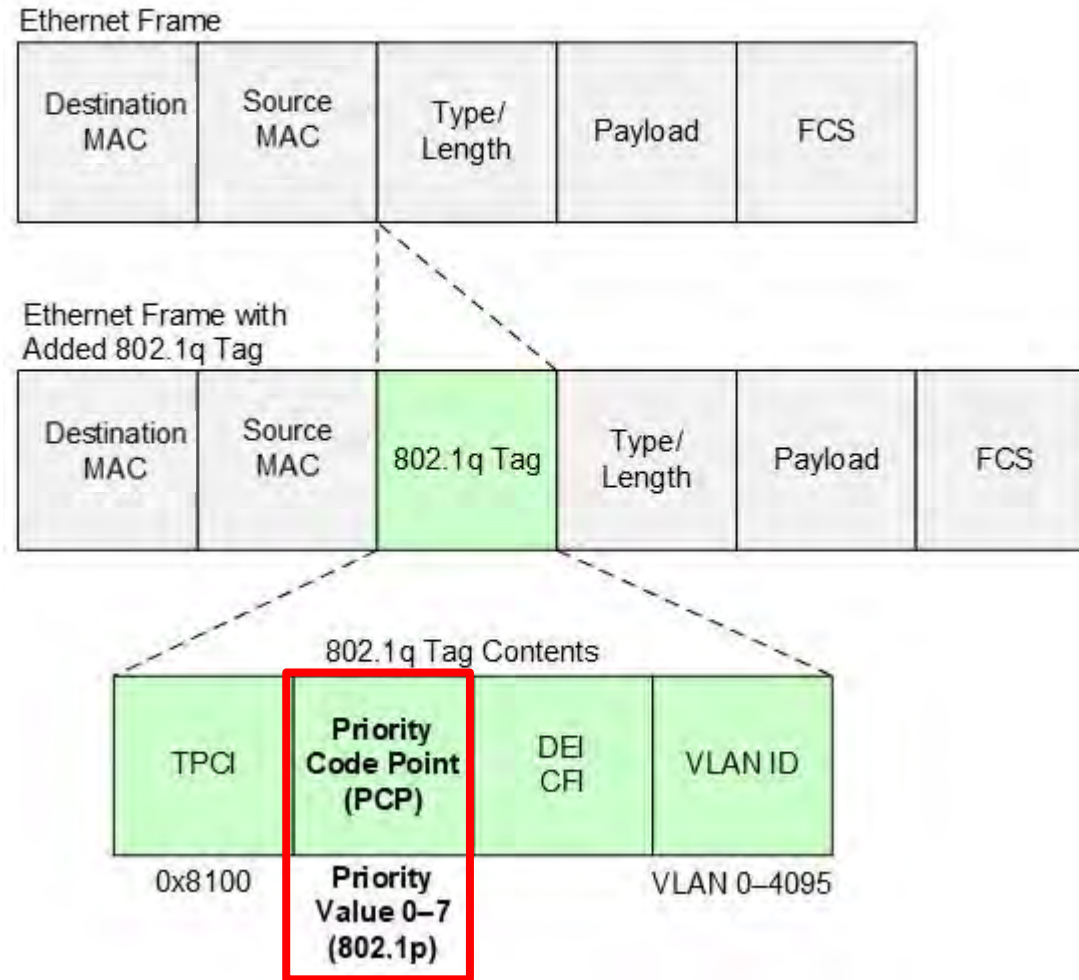 Ethernet Frame
Destination
MAC
Source
MAC
Type/
Length
Payload
FCS
Ethernet Frame with
Added 802.1q Tag
Destination
MAC
Source
MAC
802.1q Tag
Type/
Length
Payload
FCS
802.1q Tag Contents
TPCI
Priority
Code Point
(PCP)
DEI
CFI
VLAN ID
0x8100
Priority
Value 0–7
(802.1p)
VLAN 0–4095